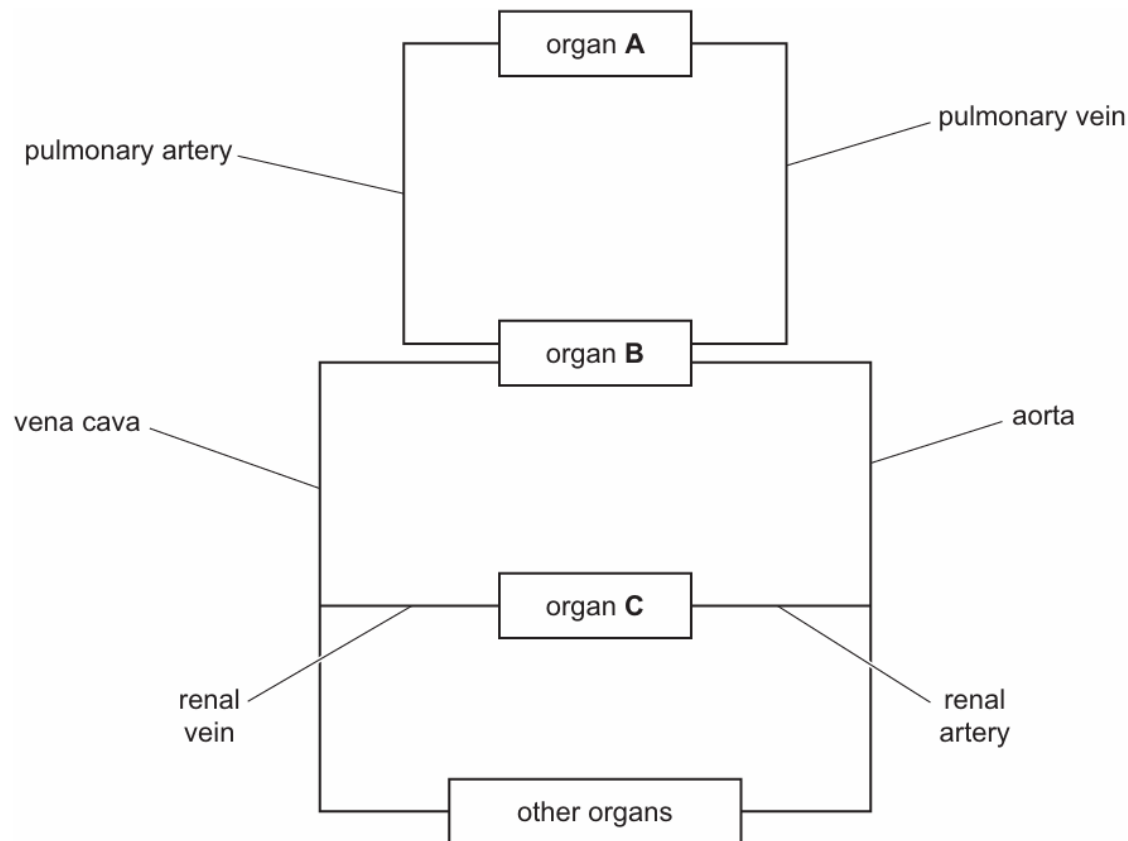 organ A
pulmonary vein
pulmonary artery
organ B
vena cava
aorta
organ C
renal
vein
renal
artery
other organs